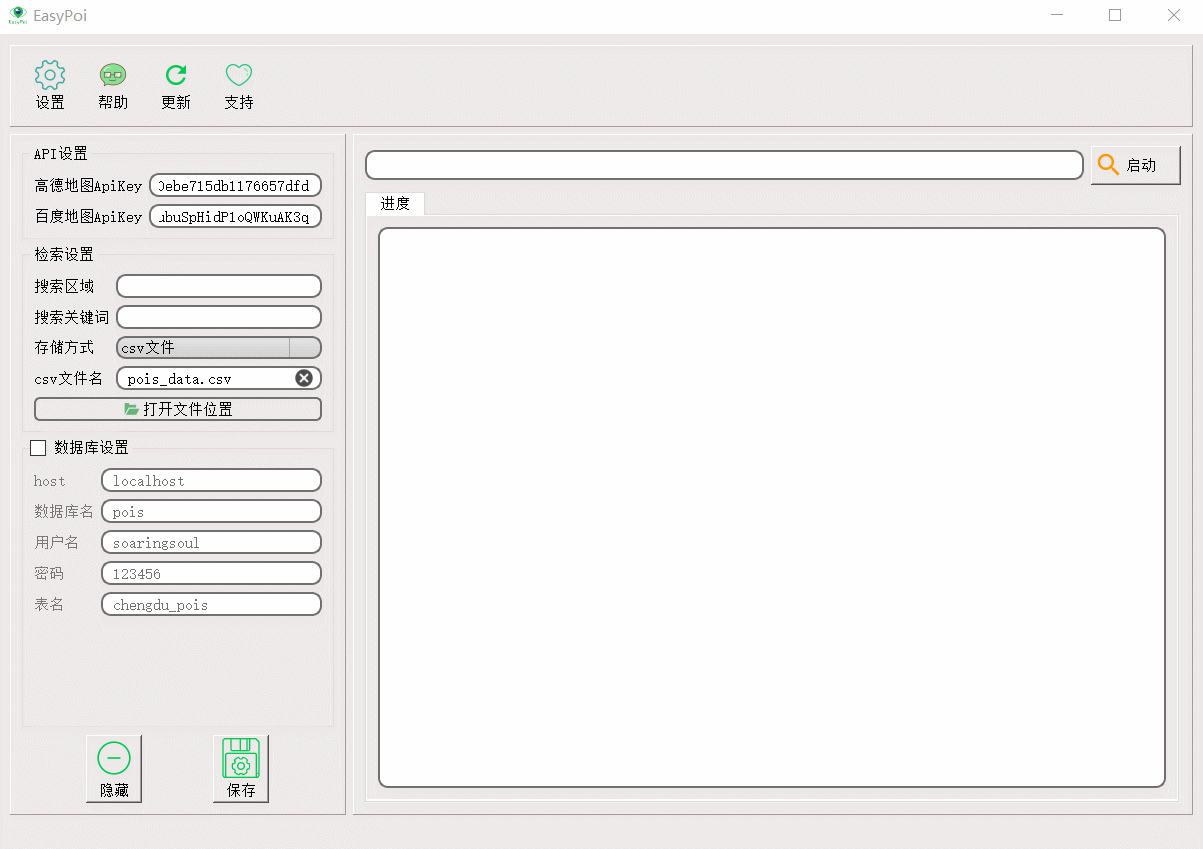 EasyPoi
设置 帮助 更新 支持
API设置
高德地图ApiKey ebe715db1176657dfd
百度地图ApiKey buSpHidP1oQWKuAK3q
检索设置
搜索区域
搜索关键词
存储方式 csv文件
csv文件名 pois_data.csv
打开文件位置
数据库设置
host localhost
数据库名 pois
用户名 soaringsoul
密码 123456
表名 chengdu_pois
隐藏 保存
启动
进度